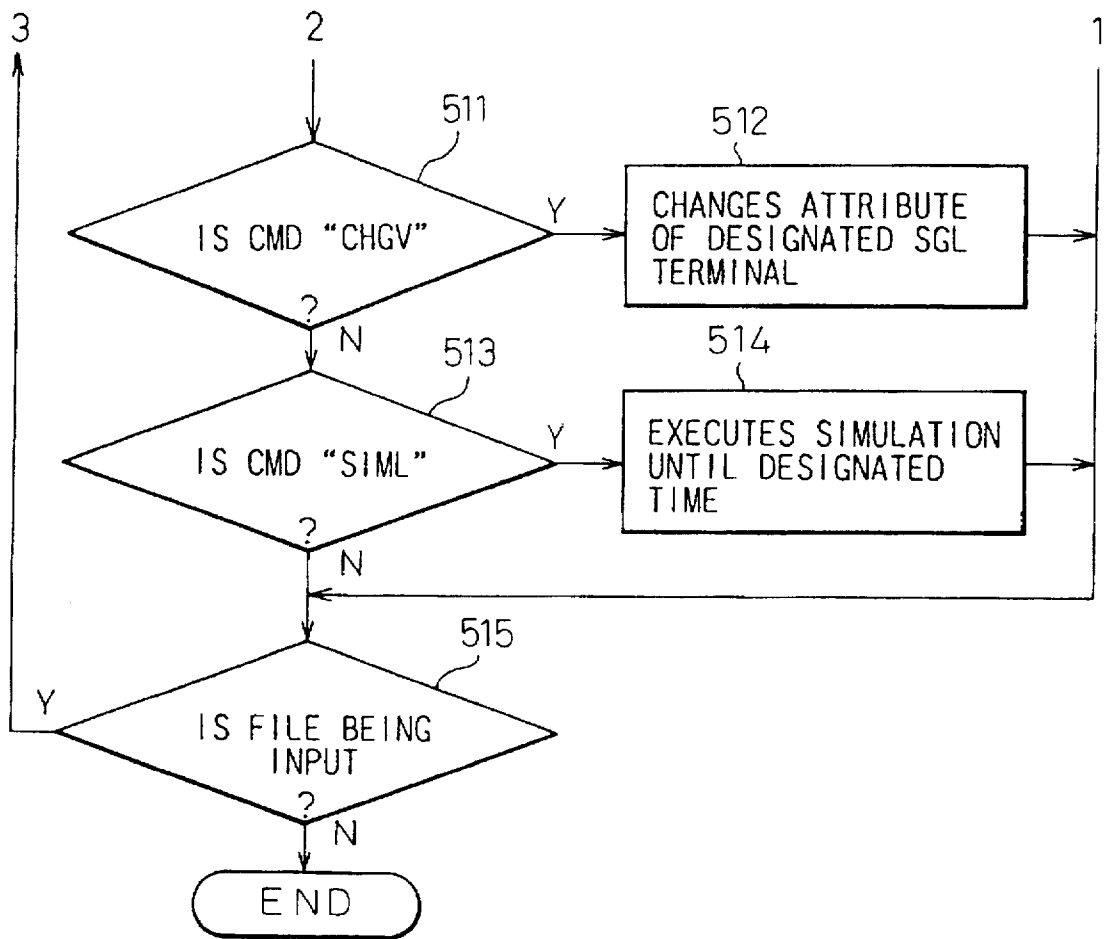 3
2
1
511
512
IS CMD "CHGV"
?
Y
N
CHANGES ATTRIBUTE
OF DESIGNATED SGL
TERMINAL
513
514
IS CMD "SIML"
?
Y
N
EXECUTES SIMULATION
UNTIL DESIGNATED
TIME
515
Y
IS FILE BEING
INPUT
?
N
END